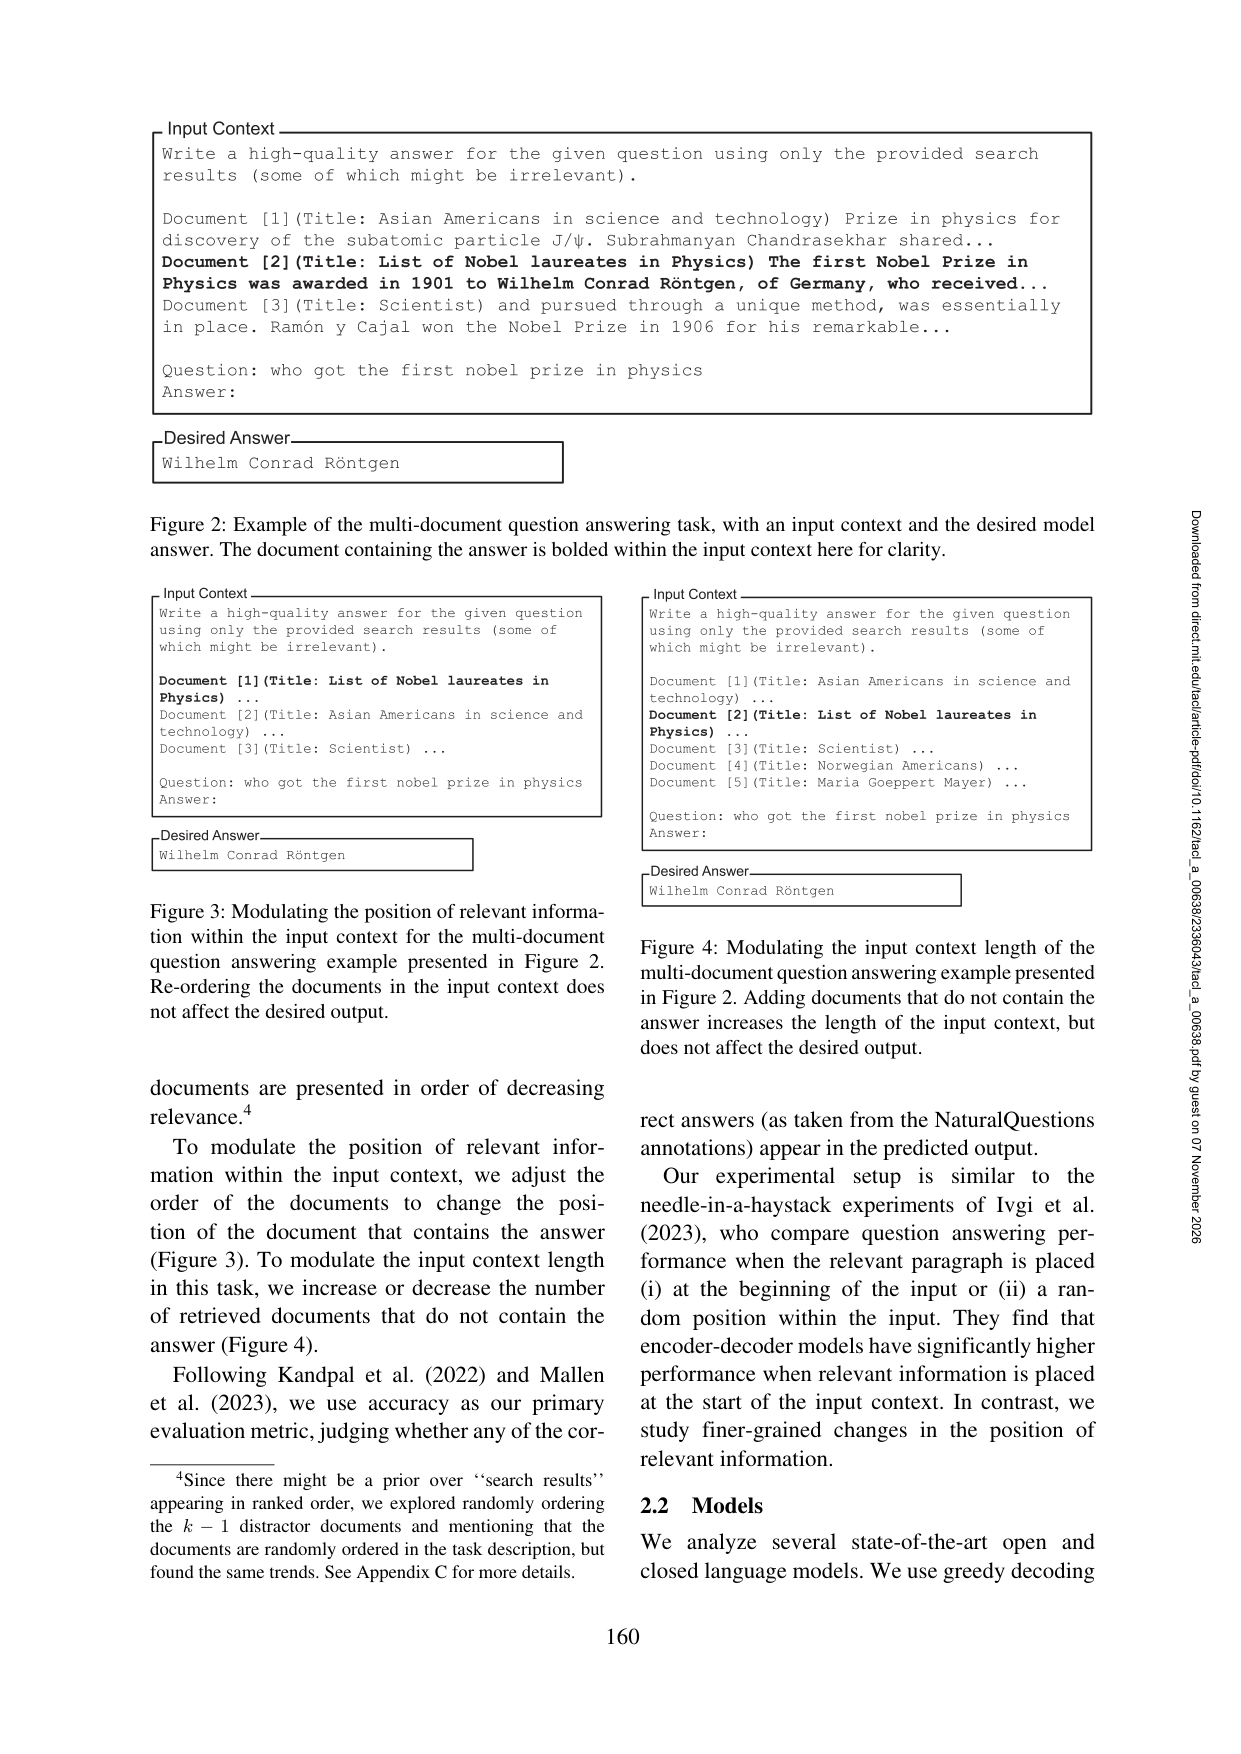 Input Context
Write a high-quality answer for the given question using only the provided search
results (some of which might be irrelevant).
Document [1](Title: Asian Americans in science and technology) Prize in physics for
discovery of the subatomic particle J/ψ. Subrahmanyan Chandrasekhar shared...
Document [2](Title: List of Nobel laureates in Physics) The first Nobel Prize in
Physics was awarded in 1901 to Wilhelm Conrad Röntgen, of Germany, who received...
Document [3](Title: Scientist) and pursued through a unique method, was essentially
in place. Ramón y Cajal won the Nobel Prize in 1906 for his remarkable...
Question: who got the first nobel prize in physics
Answer:
Desired Answer
Wilhelm Conrad Röntgen
Figure 2: Example of the multi-document question answering task, with an input context and the desired model
answer. The document containing the answer is bolded within the input context here for clarity.
Input Context
Write a high-quality answer for the given question
using only the provided search results (some of
which might be irrelevant).
Document [1](Title: List of Nobel laureates in
Physics) ...
Document [2](Title: Asian Americans in science and
technology) ...
Document [3](Title: Scientist) ...
Question: who got the first nobel prize in physics
Answer:
Desired Answer
Wilhelm Conrad Röntgen
Figure 3: Modulating the position of relevant informa-
tion within the input context for the multi-document
question answering example presented in Figure 2.
Re-ordering the documents in the input context does
not affect the desired output.
documents are presented in order of decreasing
relevance.4
To modulate the position of relevant infor-
mation within the input context, we adjust the
order of the documents to change the posi-
tion of the document that contains the answer
(Figure 3). To modulate the input context length
in this task, we increase or decrease the number
of retrieved documents that do not contain the
answer (Figure 4).
Following Kandpal et al. (2022) and Mallen
et al. (2023), we use accuracy as our primary
evaluation metric, judging whether any of the cor-
4Since there might be a prior over ‘‘search results’’
appearing in ranked order, we explored randomly ordering
the k − 1 distractor documents and mentioning that the
documents are randomly ordered in the task description, but
found the same trends. See Appendix C for more details.
Input Context
Write a high-quality answer for the given question
using only the provided search results (some of
which might be irrelevant).
Document [1](Title: Asian Americans in science and
technology) ...
Document [2](Title: List of Nobel laureates in
Physics) ...
Document [3](Title: Scientist) ...
Document [4](Title: Norwegian Americans) ...
Document [5](Title: Maria Goeppert Mayer) ...
Question: who got the first nobel prize in physics
Answer:
Desired Answer
Wilhelm Conrad Röntgen
Figure 4: Modulating the input context length of the
multi-document question answering example presented
in Figure 2. Adding documents that do not contain the
answer increases the length of the input context, but
does not affect the desired output.
rect answers (as taken from the NaturalQuestions
annotations) appear in the predicted output.
Our experimental setup is similar to the
needle-in-a-haystack experiments of Ivgi et al.
(2023), who compare question answering per-
formance when the relevant paragraph is placed
(i) at the beginning of the input or (ii) a ran-
dom position within the input. They find that
encoder-decoder models have significantly higher
performance when relevant information is placed
at the start of the input context. In contrast, we
study finer-grained changes in the position of
relevant information.
2.2 Models
We analyze several state-of-the-art open and
closed language models. We use greedy decoding
160
Downloaded from direct.mit.edu/tacl/article-pdf/doi/10.1162/tacl_a_00638/2336043/tacl_a_00638.pdf by guest on 07 November 2026